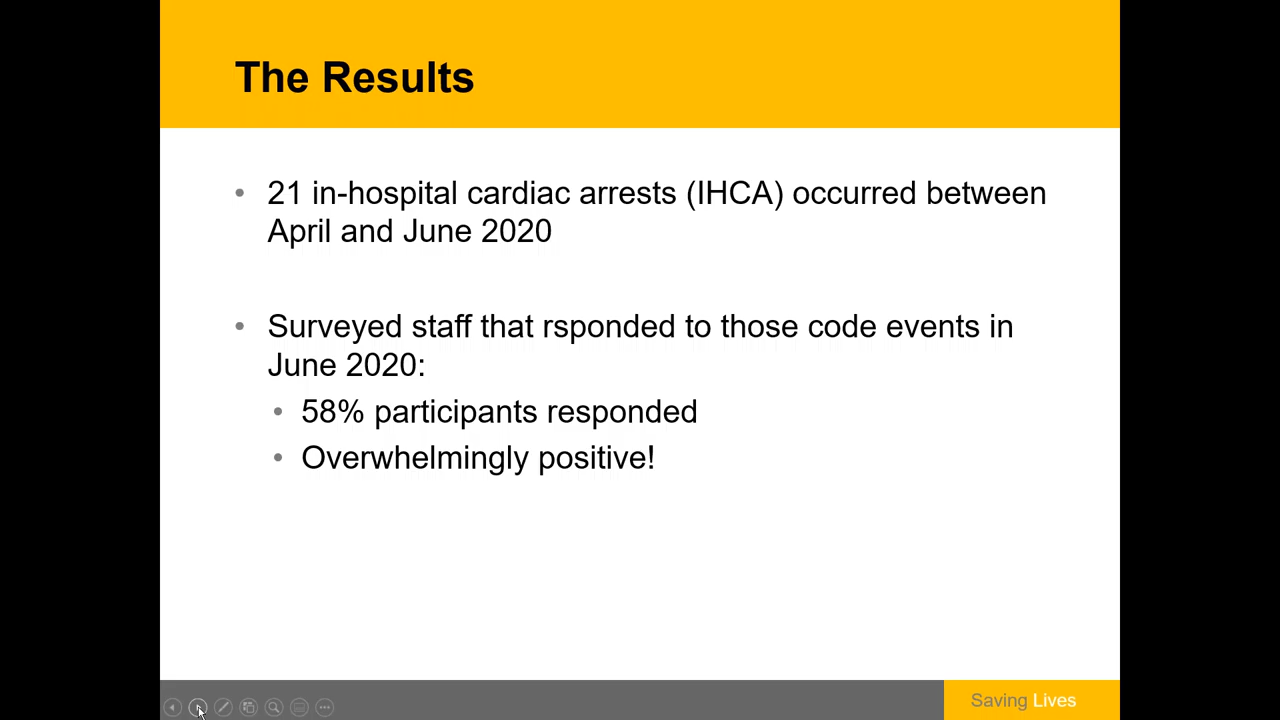 The Results
• 21 in-hospital cardiac arrests (IHCA) occurred between
April and June 2020
• Surveyed staff that rsponded to those code events in
June 2020:
• 58% participants responded
• Overwhelmingly positive!
Saving Lives